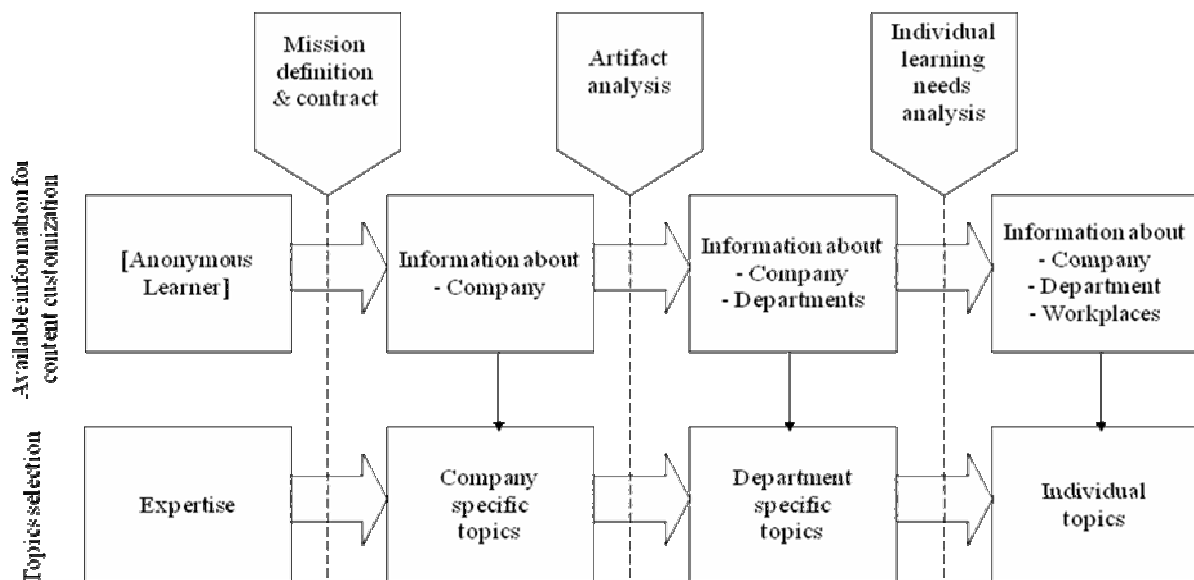 Mission
definition
& contract
Artifact
analysis
Individual
learning
needs
analysis
Available information for
content customization
[Anonymous
Learner]
Information about
- Company
Information about
- Company
- Departments
Information about
- Company
- Department
- Workplaces
Topics selection
Expertise
Company
specific
topics
Department
specific
topics
Individual
topics